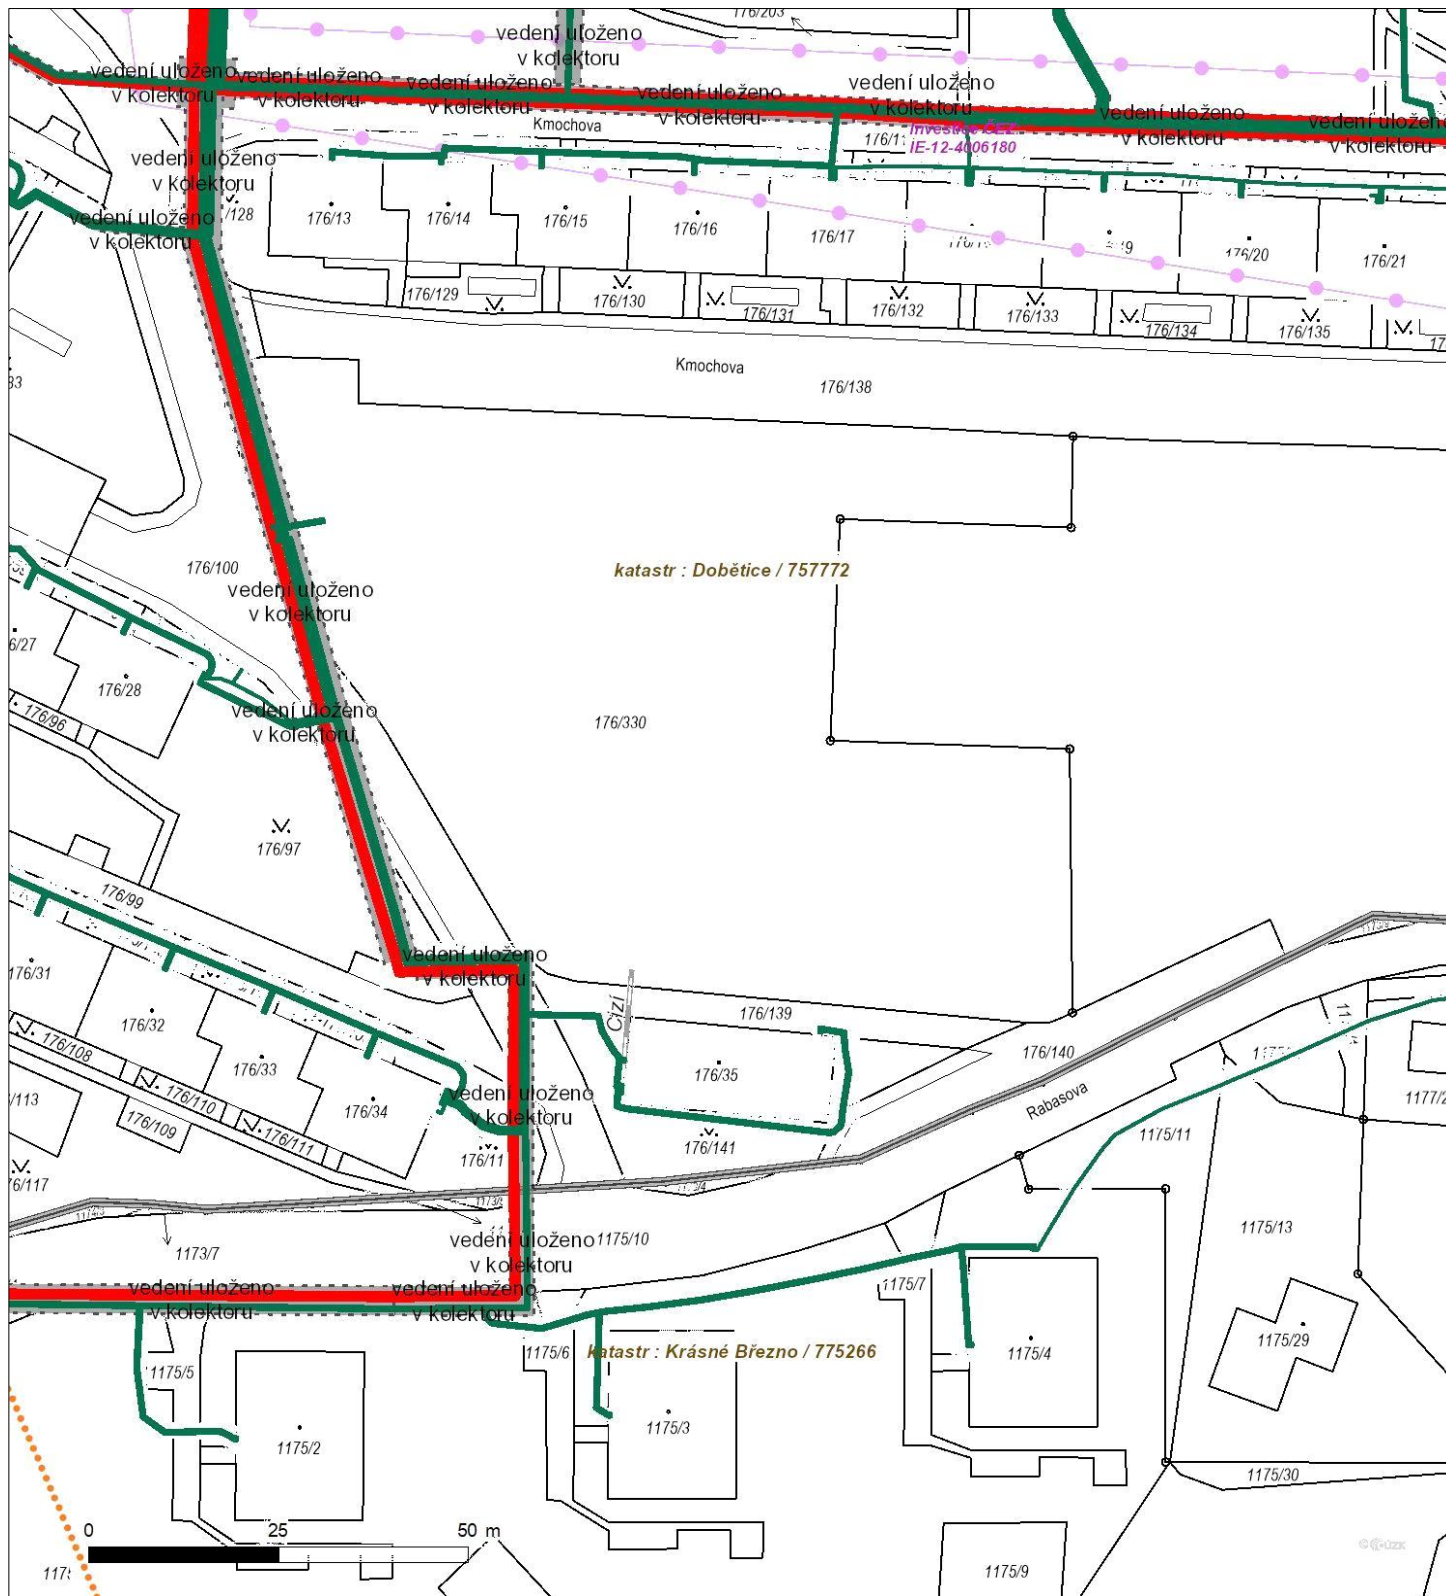 176/203
vedení uloženo
v kolektoru
vedení uloženo
v kolektoru
vedení uloženo
v kolektoru
vedení uloženo
v kolektoru
vedení uloženo
v kolektoru
vedení uloženo
v kolektoru
vedení uloženo
v kolektoru
vedení uloženo
v kolektoru
Kmochova
Investice ČEZ
IE-12-4006180
vedení uloženo
v kolektoru
vedení uloženo
v kolektoru
/128
176/13
176/14
176/15
176/16
176/17
176/20
176/21
176/129
176/130
176/131
176/132
176/133
176/134
176/135
Kmochova
176/138
176/100
katastr : Dobětice / 757772
vedení uloženo
v kolektoru
6/27
176/28
176/96
vedení uloženo
v kolektoru
176/330
176/97
176/99
vedení uloženo
v kolektoru
176/31
176/32
176/33
176/34
176/108
176/110
176/109
176/111
/113
Cizí
176/139
176/35
176/140
Rabasova
vedení uloženo
v kolektoru
176/11
176/141
1175/11
1177/2
1175/13
1173/7
vedení uloženo
v kolektoru
1175/10
1175/7
vedení uloženo
v kolektoru
vedení uloženo
v kolektoru
1175/6
katastr : Krásné Březno / 775266
1175/5
1175/4
1175/29
1175/2
1175/3
1175/30
0 25 50 m
1175/9